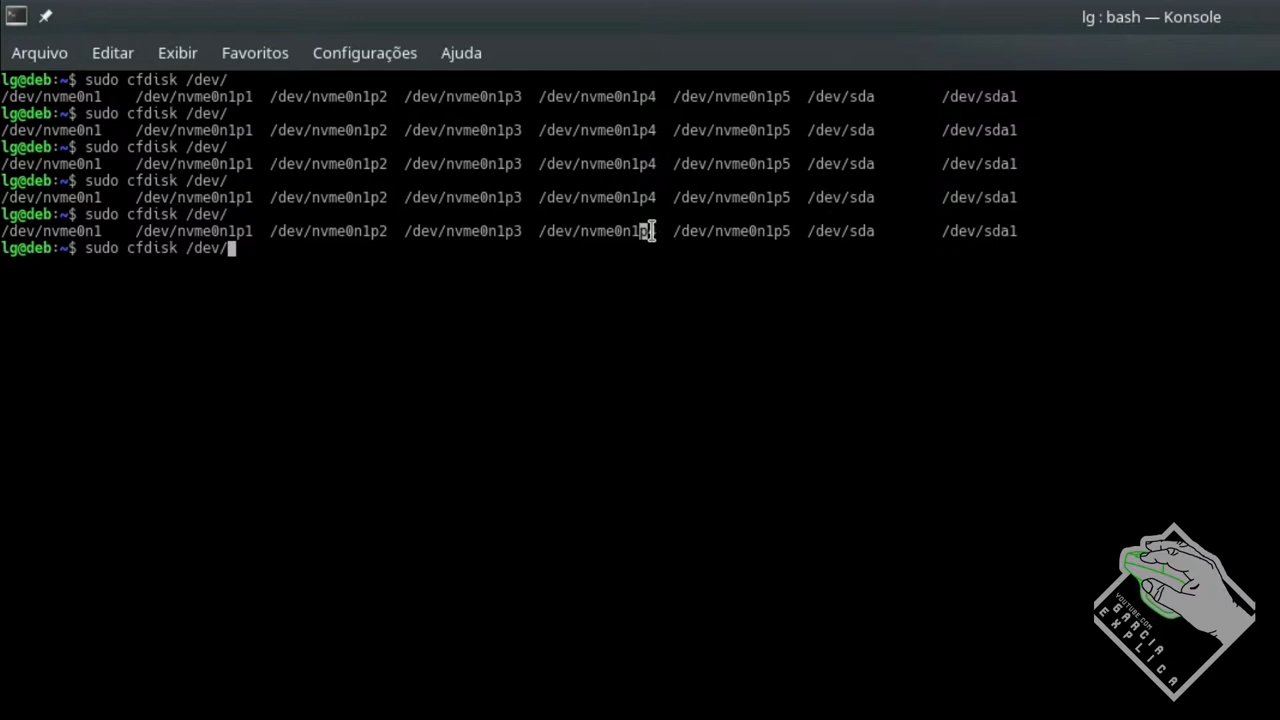 lg : bash — Konsole
Arquivo Editar Exibir Favoritos Configurações Ajuda
lg@deb:~$ sudo cfdisk /dev/
/dev/nvme0n1 /dev/nvme0n1p1 /dev/nvme0n1p2 /dev/nvme0n1p3 /dev/nvme0n1p4 /dev/nvme0n1p5 /dev/sda /dev/sda1
lg@deb:~$ sudo cfdisk /dev/
/dev/nvme0n1 /dev/nvme0n1p1 /dev/nvme0n1p2 /dev/nvme0n1p3 /dev/nvme0n1p4 /dev/nvme0n1p5 /dev/sda /dev/sda1
lg@deb:~$ sudo cfdisk /dev/
/dev/nvme0n1 /dev/nvme0n1p1 /dev/nvme0n1p2 /dev/nvme0n1p3 /dev/nvme0n1p4 /dev/nvme0n1p5 /dev/sda /dev/sda1
lg@deb:~$ sudo cfdisk /dev/
/dev/nvme0n1 /dev/nvme0n1p1 /dev/nvme0n1p2 /dev/nvme0n1p3 /dev/nvme0n1p4 /dev/nvme0n1p5 /dev/sda /dev/sda1
lg@deb:~$ sudo cfdisk /dev/
/dev/nvme0n1 /dev/nvme0n1p1 /dev/nvme0n1p2 /dev/nvme0n1p3 /dev/nvme0n1p4 /dev/nvme0n1p5 /dev/sda /dev/sda1
lg@deb:~$ sudo cfdisk /dev/
YOUTUBE.COM
GARCIA
EXPLICA